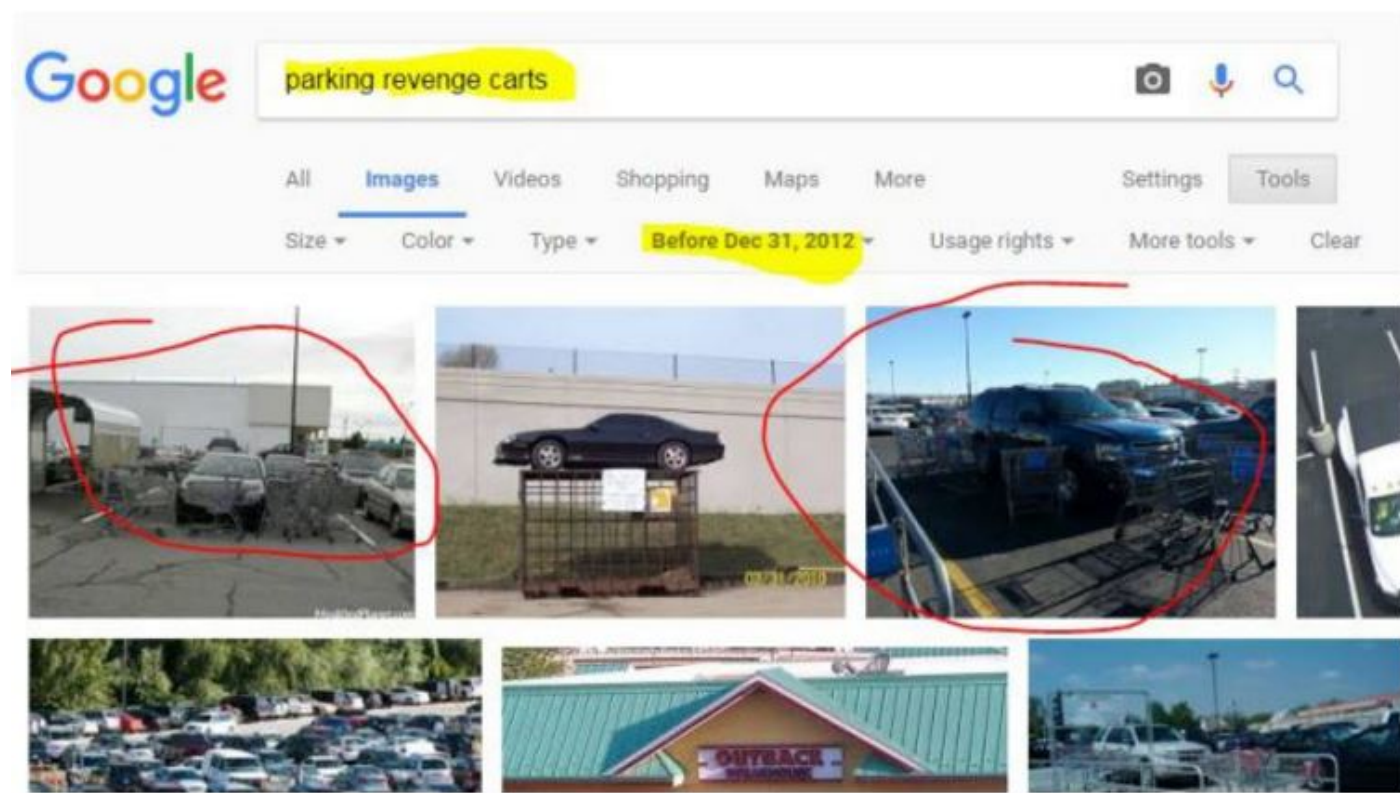 Google
parking revenge carts
All Images Videos Shopping Maps More Settings Tools
Size Color Type Before Dec 31, 2012 Usage rights More tools Clear
OUTBACK